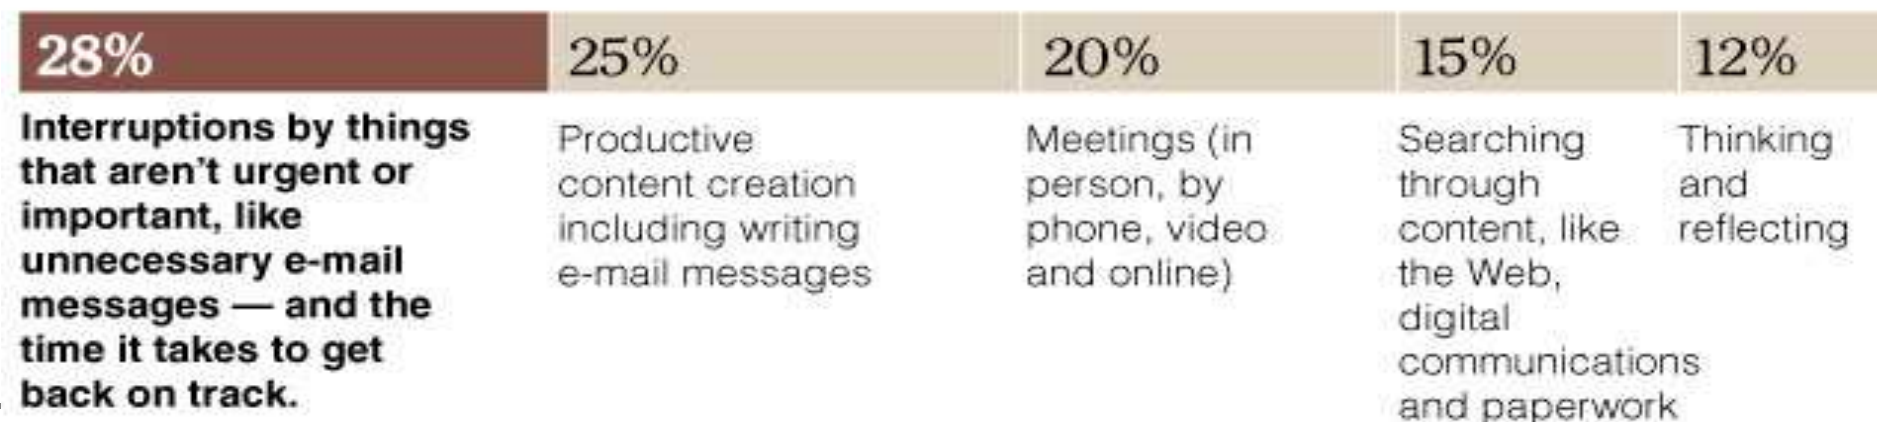 28%
Interruptions by things
that aren't urgent or
important, like
unnecessary e-mail
messages — and the
time it takes to get
back on track.
25%
Productive
content creation
including writing
e-mail messages
20%
Meetings (in
person, by
phone, video
and online)
15%
Searching
through
content, like
the Web,
digital
communications
and paperwork
12%
Thinking
and
reflecting